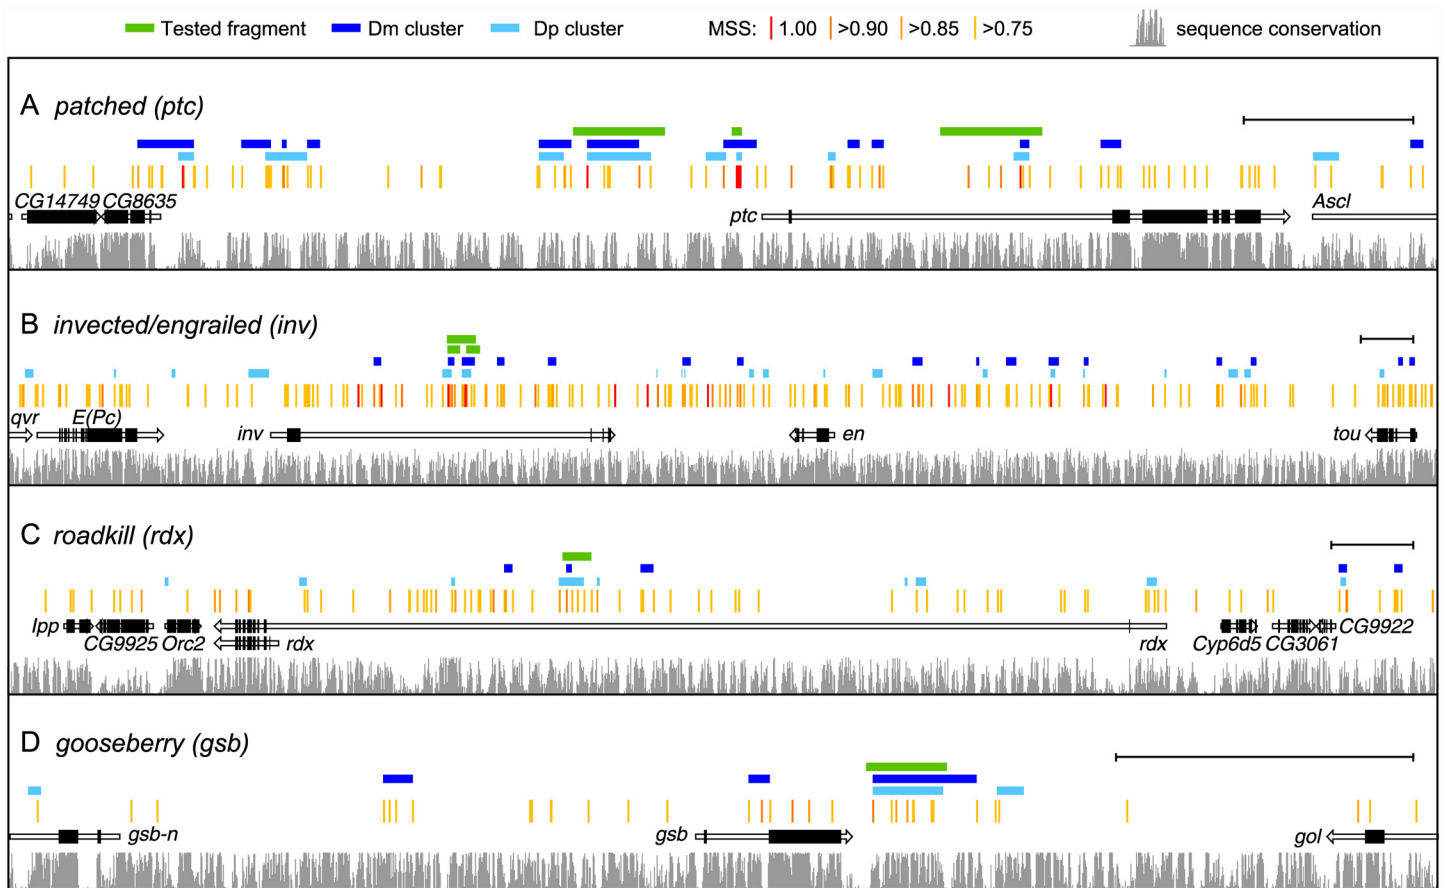 Tested fragment Dm cluster Dp cluster MSS: 1.00 >0.90 >0.85 >0.75 sequence conservation
A patched (ptc)
CG14749 CG8635 ptc Ascl
B invected/engrailed (inv)
qvr E(Pc) inv en tou
C roadkill (rdx)
lpp CG9925 Orc2 rdx rdx Cyp6d5 CG3061 CG9922
D gooseberry (gsb)
gsb-n gsb gol